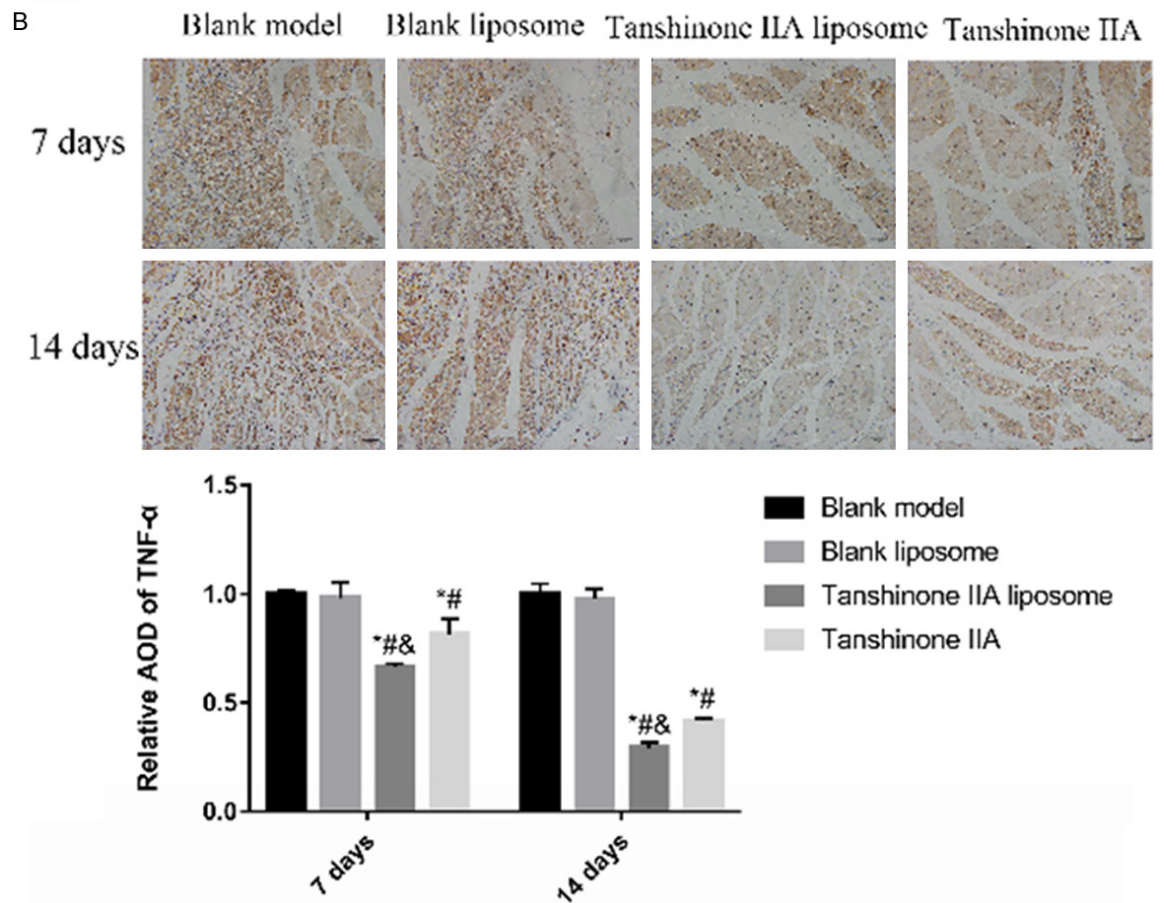 B
Blank model Blank liposome Tanshinone IIA liposome Tanshinone IIA
7 days
14 days
1.5
1.0
0.5
0.0
Relative AOD of TNF-α
*#&
*#
*#&
*#
7 days
14 days
Blank model
Blank liposome
Tanshinone IIA liposome
Tanshinone IIA